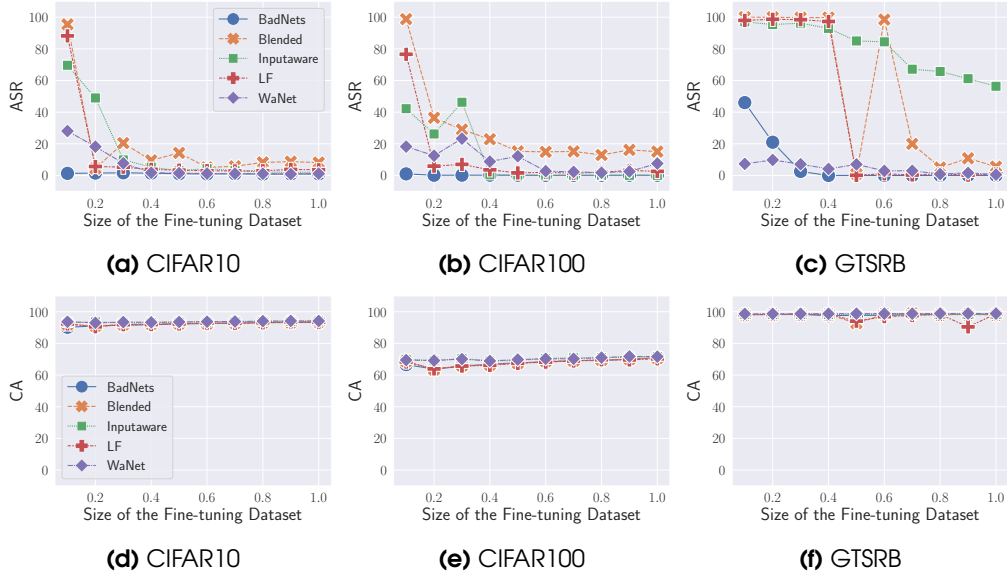 100
80
60
40
20
0
ASR
BadNets
Blended
Inputaware
LF
WaNet
0.2 0.4 0.6 0.8 1.0
Size of the Fine-tuning Dataset
(a) CIFAR10
100
80
60
40
20
0
ASR
BadNets
Blended
Inputaware
LF
WaNet
0.2 0.4 0.6 0.8 1.0
Size of the Fine-tuning Dataset
(b) CIFAR100
100
80
60
40
20
0
ASR
0.2 0.4 0.6 0.8 1.0
Size of the Fine-tuning Dataset
(c) GTSRB
100
80
60
40
20
0
CA
BadNets
Blended
Inputaware
LF
WaNet
0.2 0.4 0.6 0.8 1.0
Size of the Fine-tuning Dataset
(d) CIFAR10
100
80
60
40
20
0
CA
0.2 0.4 0.6 0.8 1.0
Size of the Fine-tuning Dataset
(e) CIFAR100
100
80
60
40
20
0
CA
0.2 0.4 0.6 0.8 1.0
Size of the Fine-tuning Dataset
(f) GTSRB